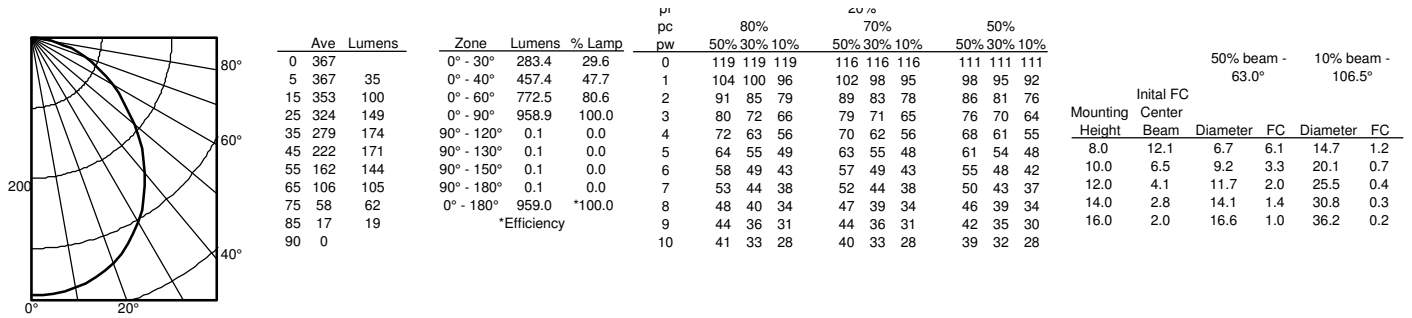 80°
60°
200
40°
0° 20°
Ave Lumens
0 367
5 367 35
15 353 100
25 324 149
35 279 174
45 222 171
55 162 144
65 106 105
75 58 62
85 17 19
90 0
Zone Lumens % Lamp
0° - 30° 283.4 29.6
0° - 40° 457.4 47.7
0° - 60° 772.5 80.6
0° - 90° 958.9 100.0
90° - 120° 0.1 0.0
90° - 130° 0.1 0.0
90° - 150° 0.1 0.0
90° - 180° 0.1 0.0
0° - 180° 959.0 *100.0
*Efficiency
20%
pc 80% 70% 50%
pw 50% 30% 10% 50% 30% 10% 50% 30% 10%
0 119 119 119 116 116 116 111 111 111
1 104 100 96 102 98 95 98 95 92
2 91 85 79 89 83 78 86 81 76
3 80 72 66 79 71 65 76 70 64
4 72 63 56 70 62 56 68 61 55
5 64 55 49 63 55 48 61 54 48
6 58 49 43 57 49 43 55 48 42
7 53 44 38 52 44 38 50 43 37
8 48 40 34 47 39 34 46 39 34
9 44 36 31 44 36 31 42 35 30
10 41 33 28 40 33 28 39 32 28
50% beam - 10% beam -
63.0° 106.5°
Inital FC
Mounting Center
Height Beam Diameter FC Diameter FC
8.0 12.1 6.7 6.1 14.7 1.2
10.0 6.5 9.2 3.3 20.1 0.7
12.0 4.1 11.7 2.0 25.5 0.4
14.0 2.8 14.1 1.4 30.8 0.3
16.0 2.0 16.6 1.0 36.2 0.2